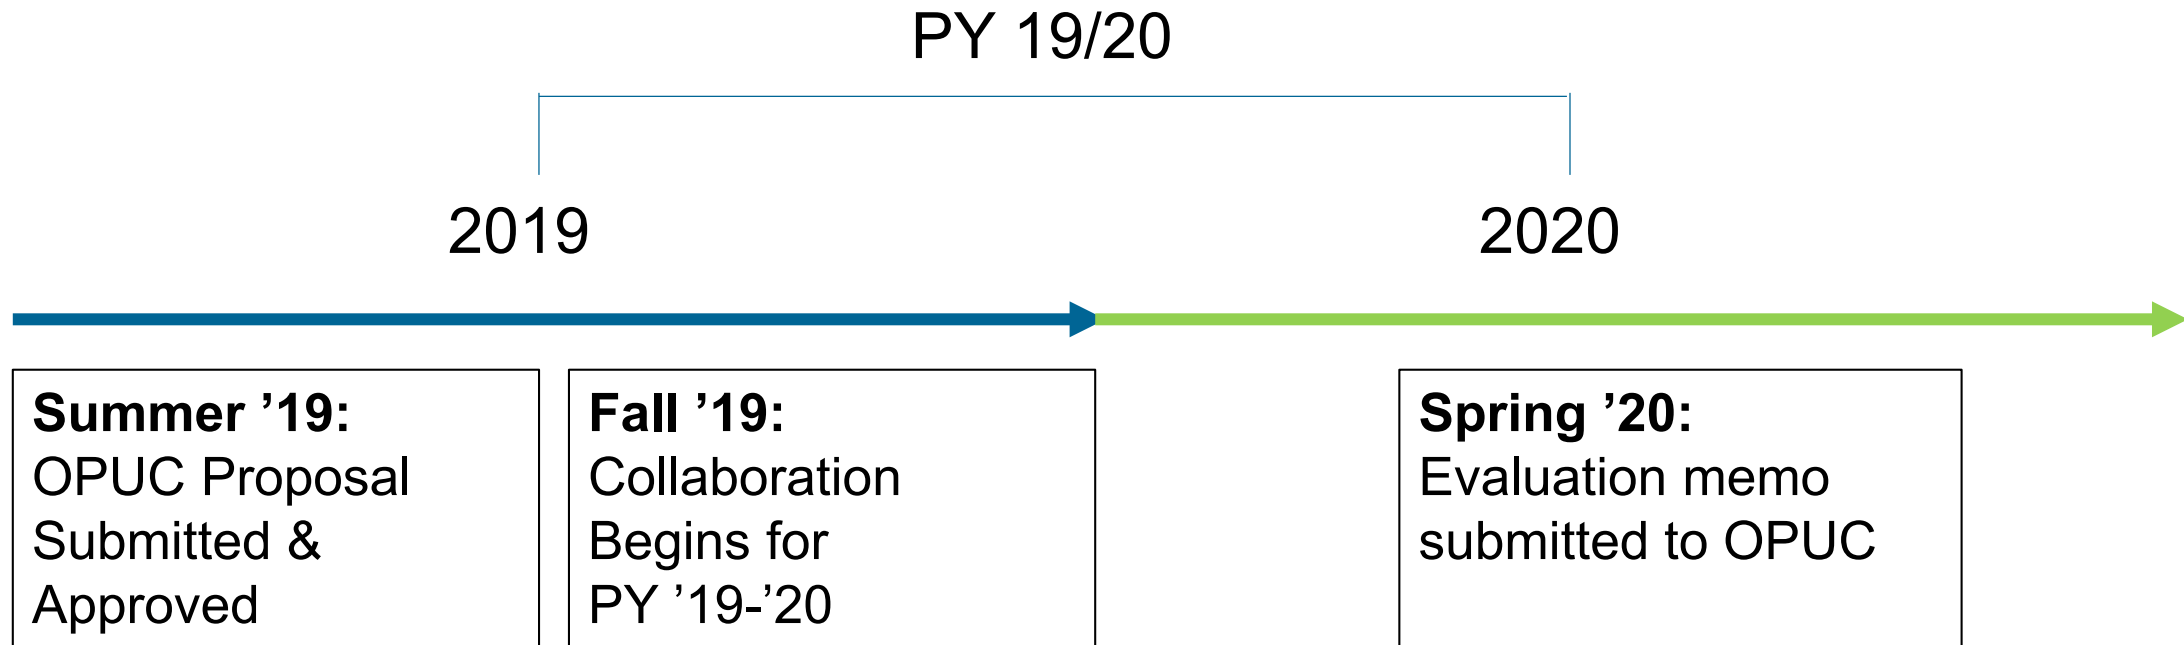 PY 19/20
2019
2020
Summer ’19:
OPUC Proposal
Submitted &
Approved
Fall ’19:
Collaboration
Begins for
PY ’19-’20
Spring ’20:
Evaluation memo
submitted to OPUC